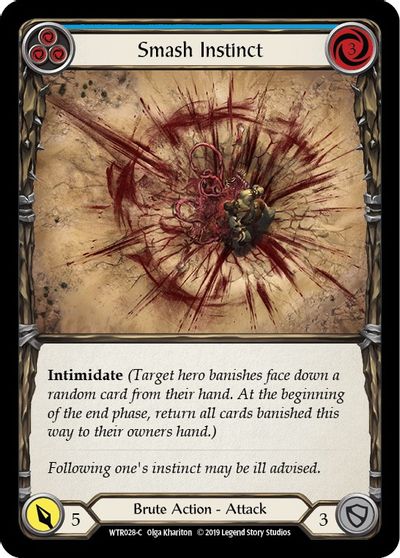 Smash Instinct
3
Intimidate (Target hero banishes face down a
random card from their hand. At the beginning
of the end phase, return all cards banished this
way to their owners hand.)
Following one's instinct may be ill advised.
5
Brute Action - Attack
3
WTR028-C Olga Khariton © 2019 Legend Story Studios